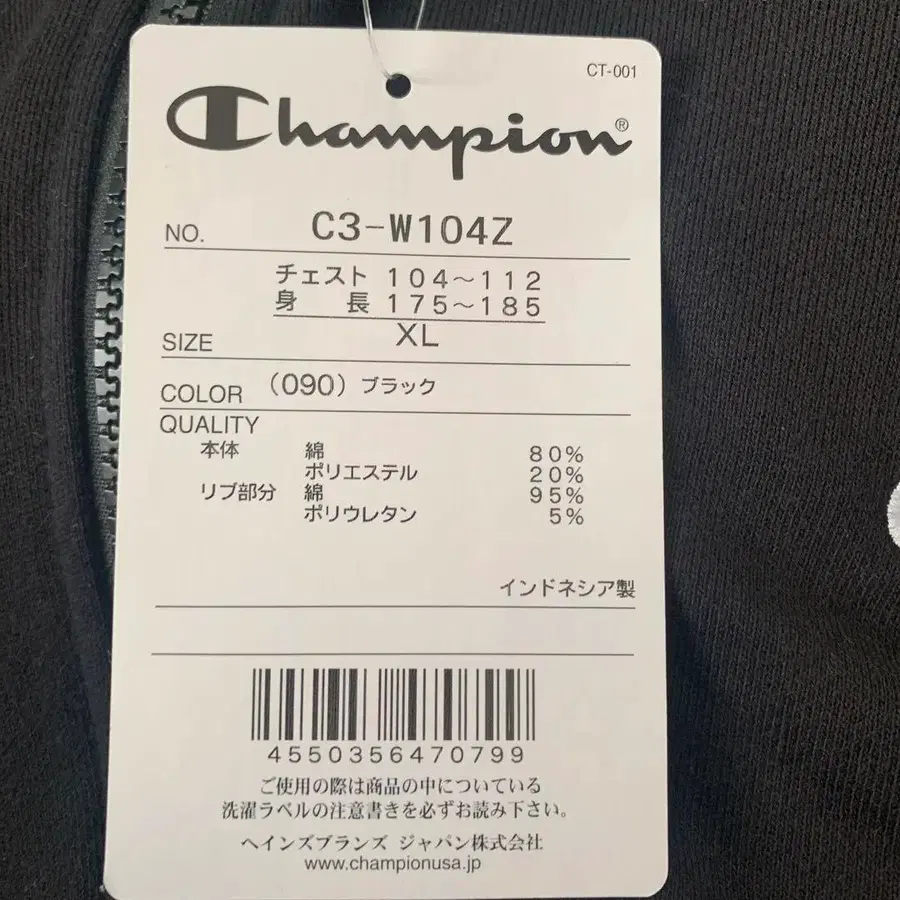 CT-001
Champion®
NO. C3-W104Z
チェスト 104~112
身長 175~185
SIZE XL
COLOR (090) ブラック
QUALITY
本体 綿 80%
ポリエステル 20%
リブ部分 綿 95%
ポリウレタン 5%
インドネシア製
4550356470799
ご使用の際は商品の中についている
洗濯ラベルの注意書きを必ずお読み下さい。
ヘインズブランズ ジャパン株式会社
www.championusa.jp